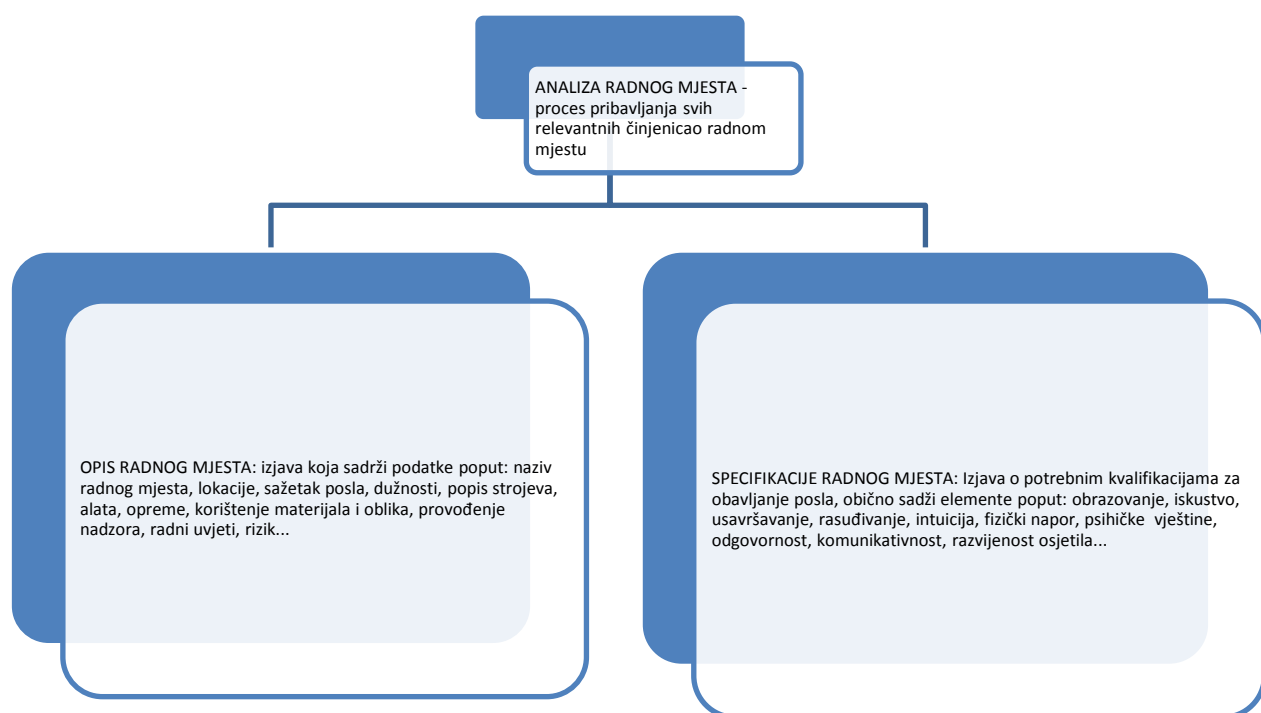 ANALIZA RADNOG MJESTA -
proces pribavljanja svih
relevantnih činjenicao radnom
mjestu
OPIS RADNOG MJESTA: izjava koja sadrži podatke poput: naziv
radnog mjesta, lokacije, sažetak posla, dužnosti, popis strojeva,
alata, opreme, korištenje materijala i oblika, provođenje
nadzora, radni uvjeti, rizik...
SPECIFIKACIJE RADNOG MJESTA: Izjava o potrebnim kvalifikacijama za
obavljanje posla, obično sadži elemente poput: obrazovanje, iskustvo,
usavršavanje, rasuđivanje, intuicija, fizički napor, psihičke  vještine,
odgovornost, komunikativnost, razvijenost osjetila...